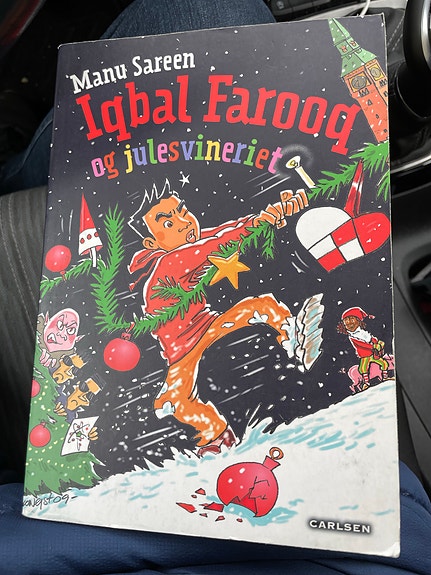 Manu Sareen
Iqbal Farooq
og julesvineriet
CARLSEN